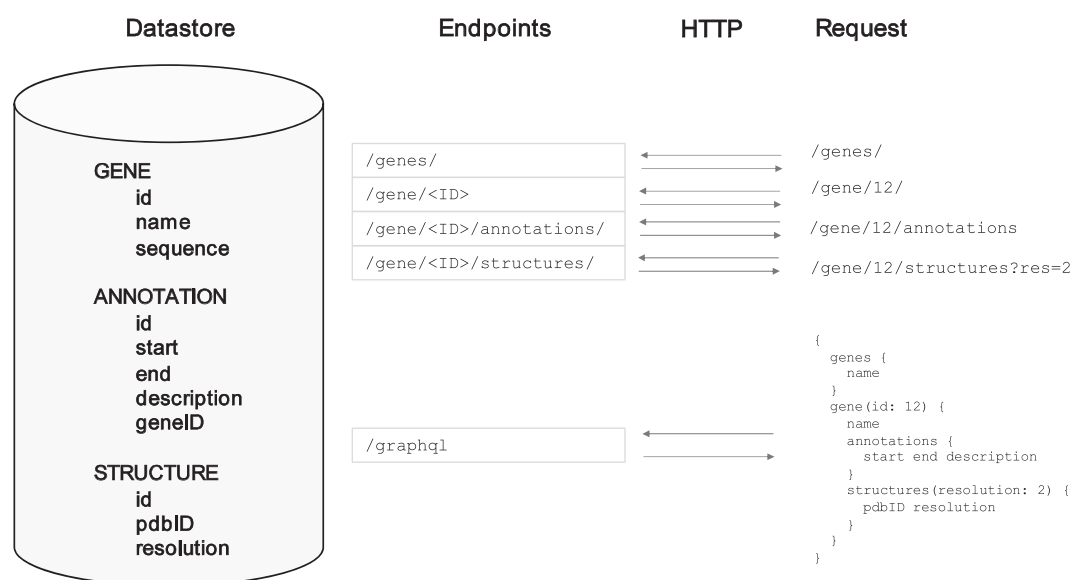 Datastore
Endpoints
HTTP
Request
GENE
id
name
sequence
ANNOTATION
id
start
end
description
geneID
STRUCTURE
id
pdbID
resolution
/genes/
/gene/<ID>
/gene/<ID>/annotations/
/gene/<ID>/structures/
/graphql
/genes/
/gene/12/
/gene/12/annotations
/gene/12/structures?res=2
{
genes {
name
}
gene(id: 12) {
name
annotations {
start end description
}
structures(resolution: 2) {
pdbID resolution
}
}
}